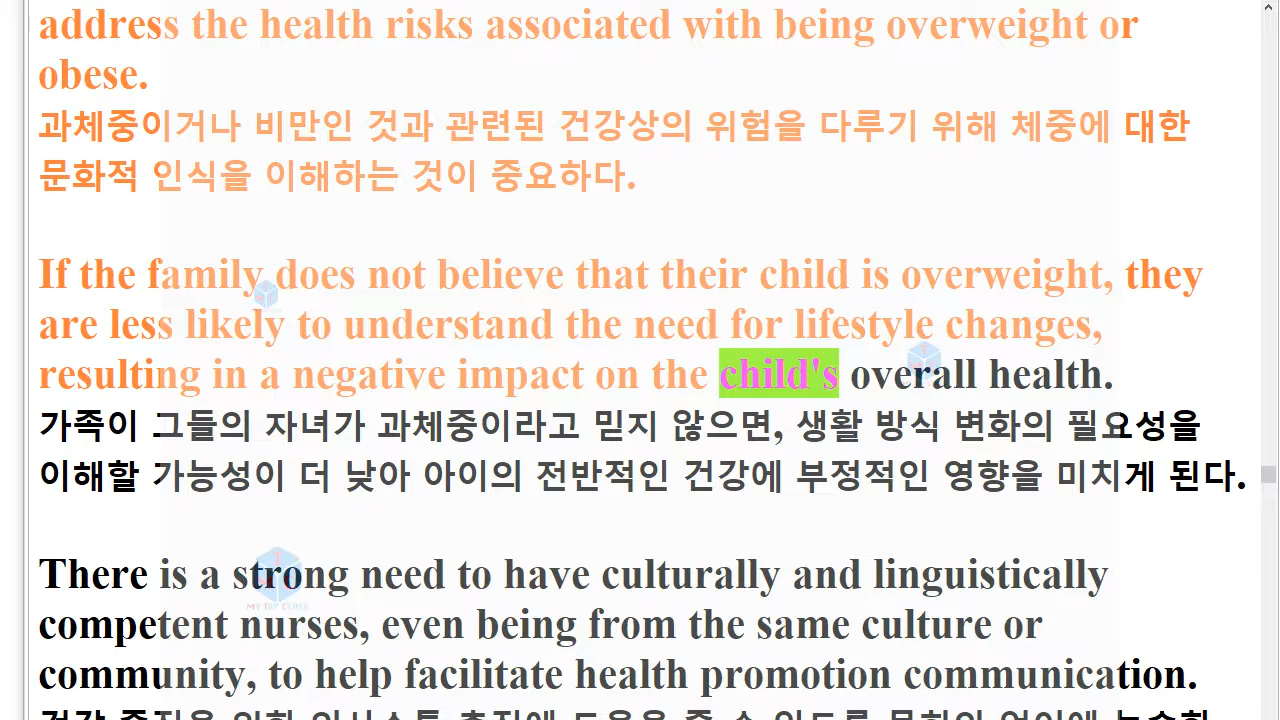 address the health risks associated with being overweight or
obese.
과체중이거나 비만인 것과 관련된 건강상의 위험을 다루기 위해 체중에 대한
문화적 인식을 이해하는 것이 중요하다.
If the family does not believe that their child is overweight, they
are less likely to understand the need for lifestyle changes,
resulting in a negative impact on the child's overall health.
가족이 그들의 자녀가 과체중이라고 믿지 않으면, 생활 방식 변화의 필요성을
이해할 가능성이 더 낮아 아이의 전반적인 건강에 부정적인 영향을 미치게 된다.
There is a strong need to have culturally and linguistically
competent nurses, even being from the same culture or
MY TOP CLASS
community, to help facilitate health promotion communication.